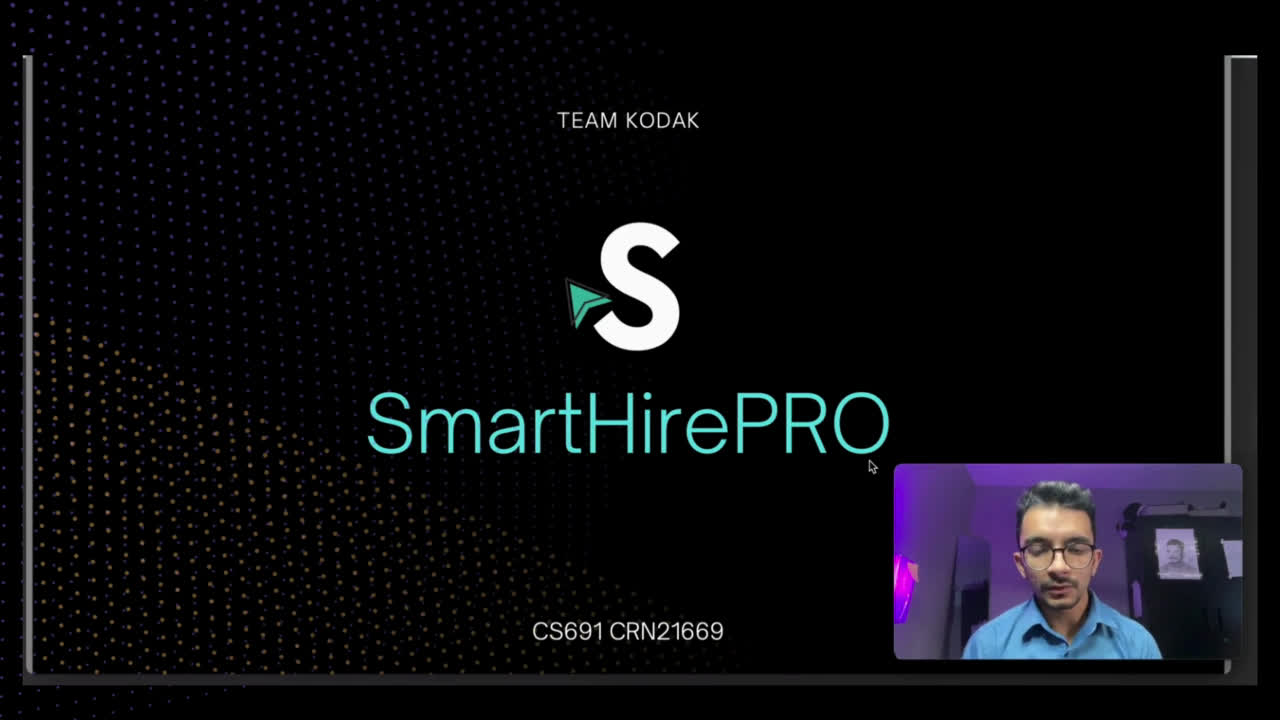 TEAM KODAK
S
SmartHirePRO
CS691 CRN21669